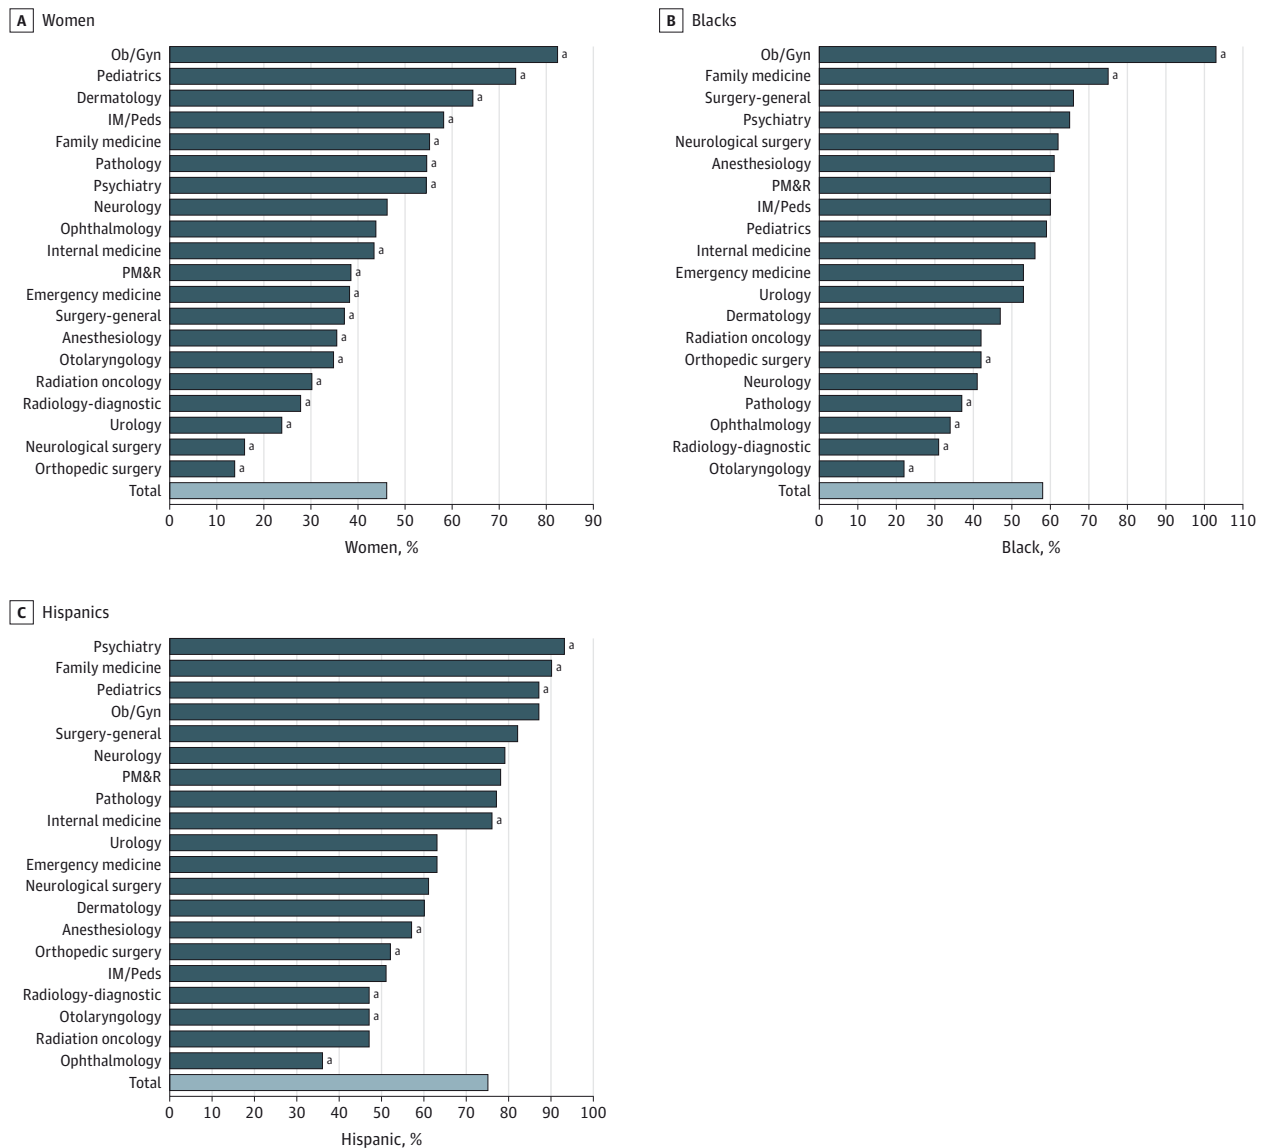 A Women
Ob/Gyn a
Pediatrics a
Dermatology a
IM/Peds a
Family medicine a
Pathology a
Psychiatry a
Neurology
Ophthalmology
Internal medicine a
PM&R a
Emergency medicine a
Surgery-general a
Anesthesiology a
Otolaryngology a
Radiation oncology a
Radiology-diagnostic a
Urology a
Neurological surgery a
Orthopedic surgery a
Total
0 10 20 30 40 50 60 70 80 90
Women, %
B Blacks
Ob/Gyn a
Family medicine a
Surgery-general
Psychiatry
Neurological surgery
Anesthesiology
PM&R
IM/Peds
Pediatrics
Internal medicine
Emergency medicine
Urology
Dermatology
Radiation oncology
Orthopedic surgery a
Neurology
Pathology a
Ophthalmology a
Radiology-diagnostic a
Otolaryngology a
Total
0 10 20 30 40 50 60 70 80 90 100 110
Black, %
C Hispanics
Psychiatry a
Family medicine a
Pediatrics a
Ob/Gyn
Surgery-general
Neurology
PM&R
Pathology
Internal medicine a
Urology
Emergency medicine
Neurological surgery
Dermatology
Anesthesiology a
Orthopedic surgery a
IM/Peds
Radiology-diagnostic a
Otolaryngology a
Radiation oncology
Ophthalmology a
Total
0 10 20 30 40 50 60 70 80 90 100
Hispanic, %